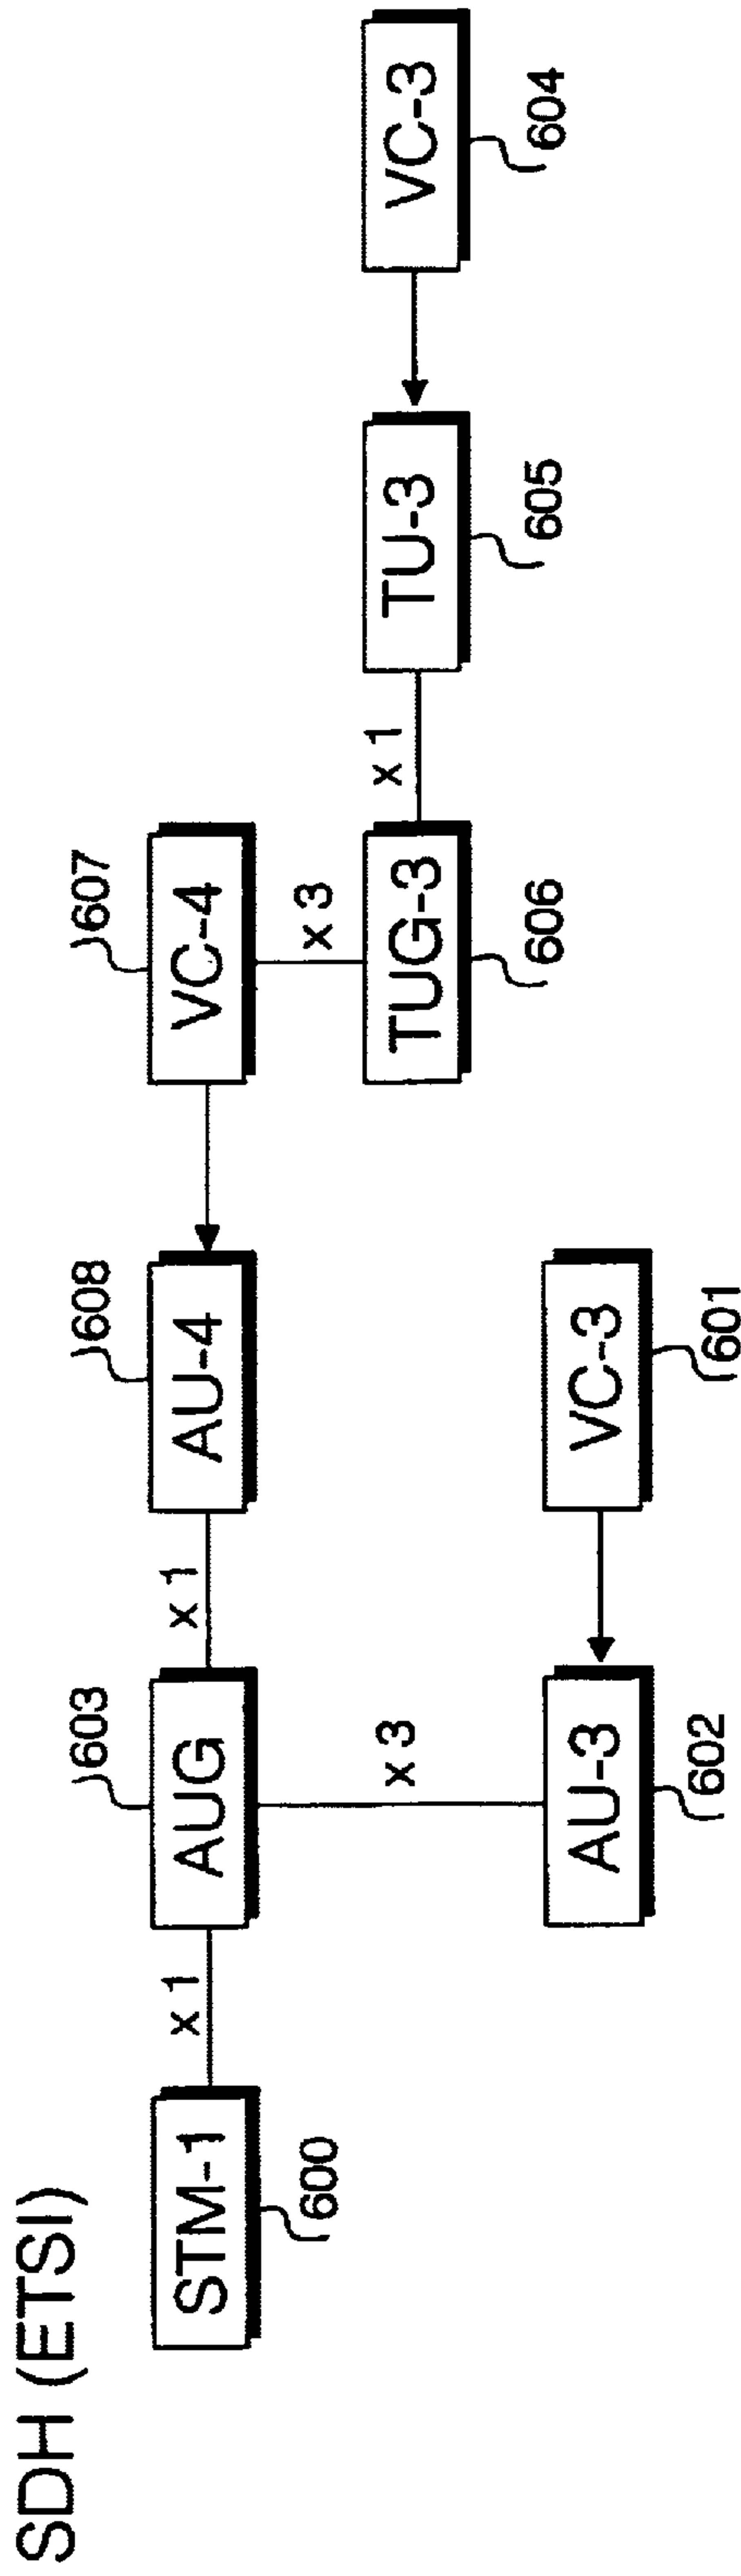 SDH (ETSI)
603
608
607
STM-1
x 1
AUG
x 1
AU-4
VC-4
600
x 3
x 3
TUG-3
x 1
TU-3
VC-3
606
605
604
AU-3
VC-3
602
601